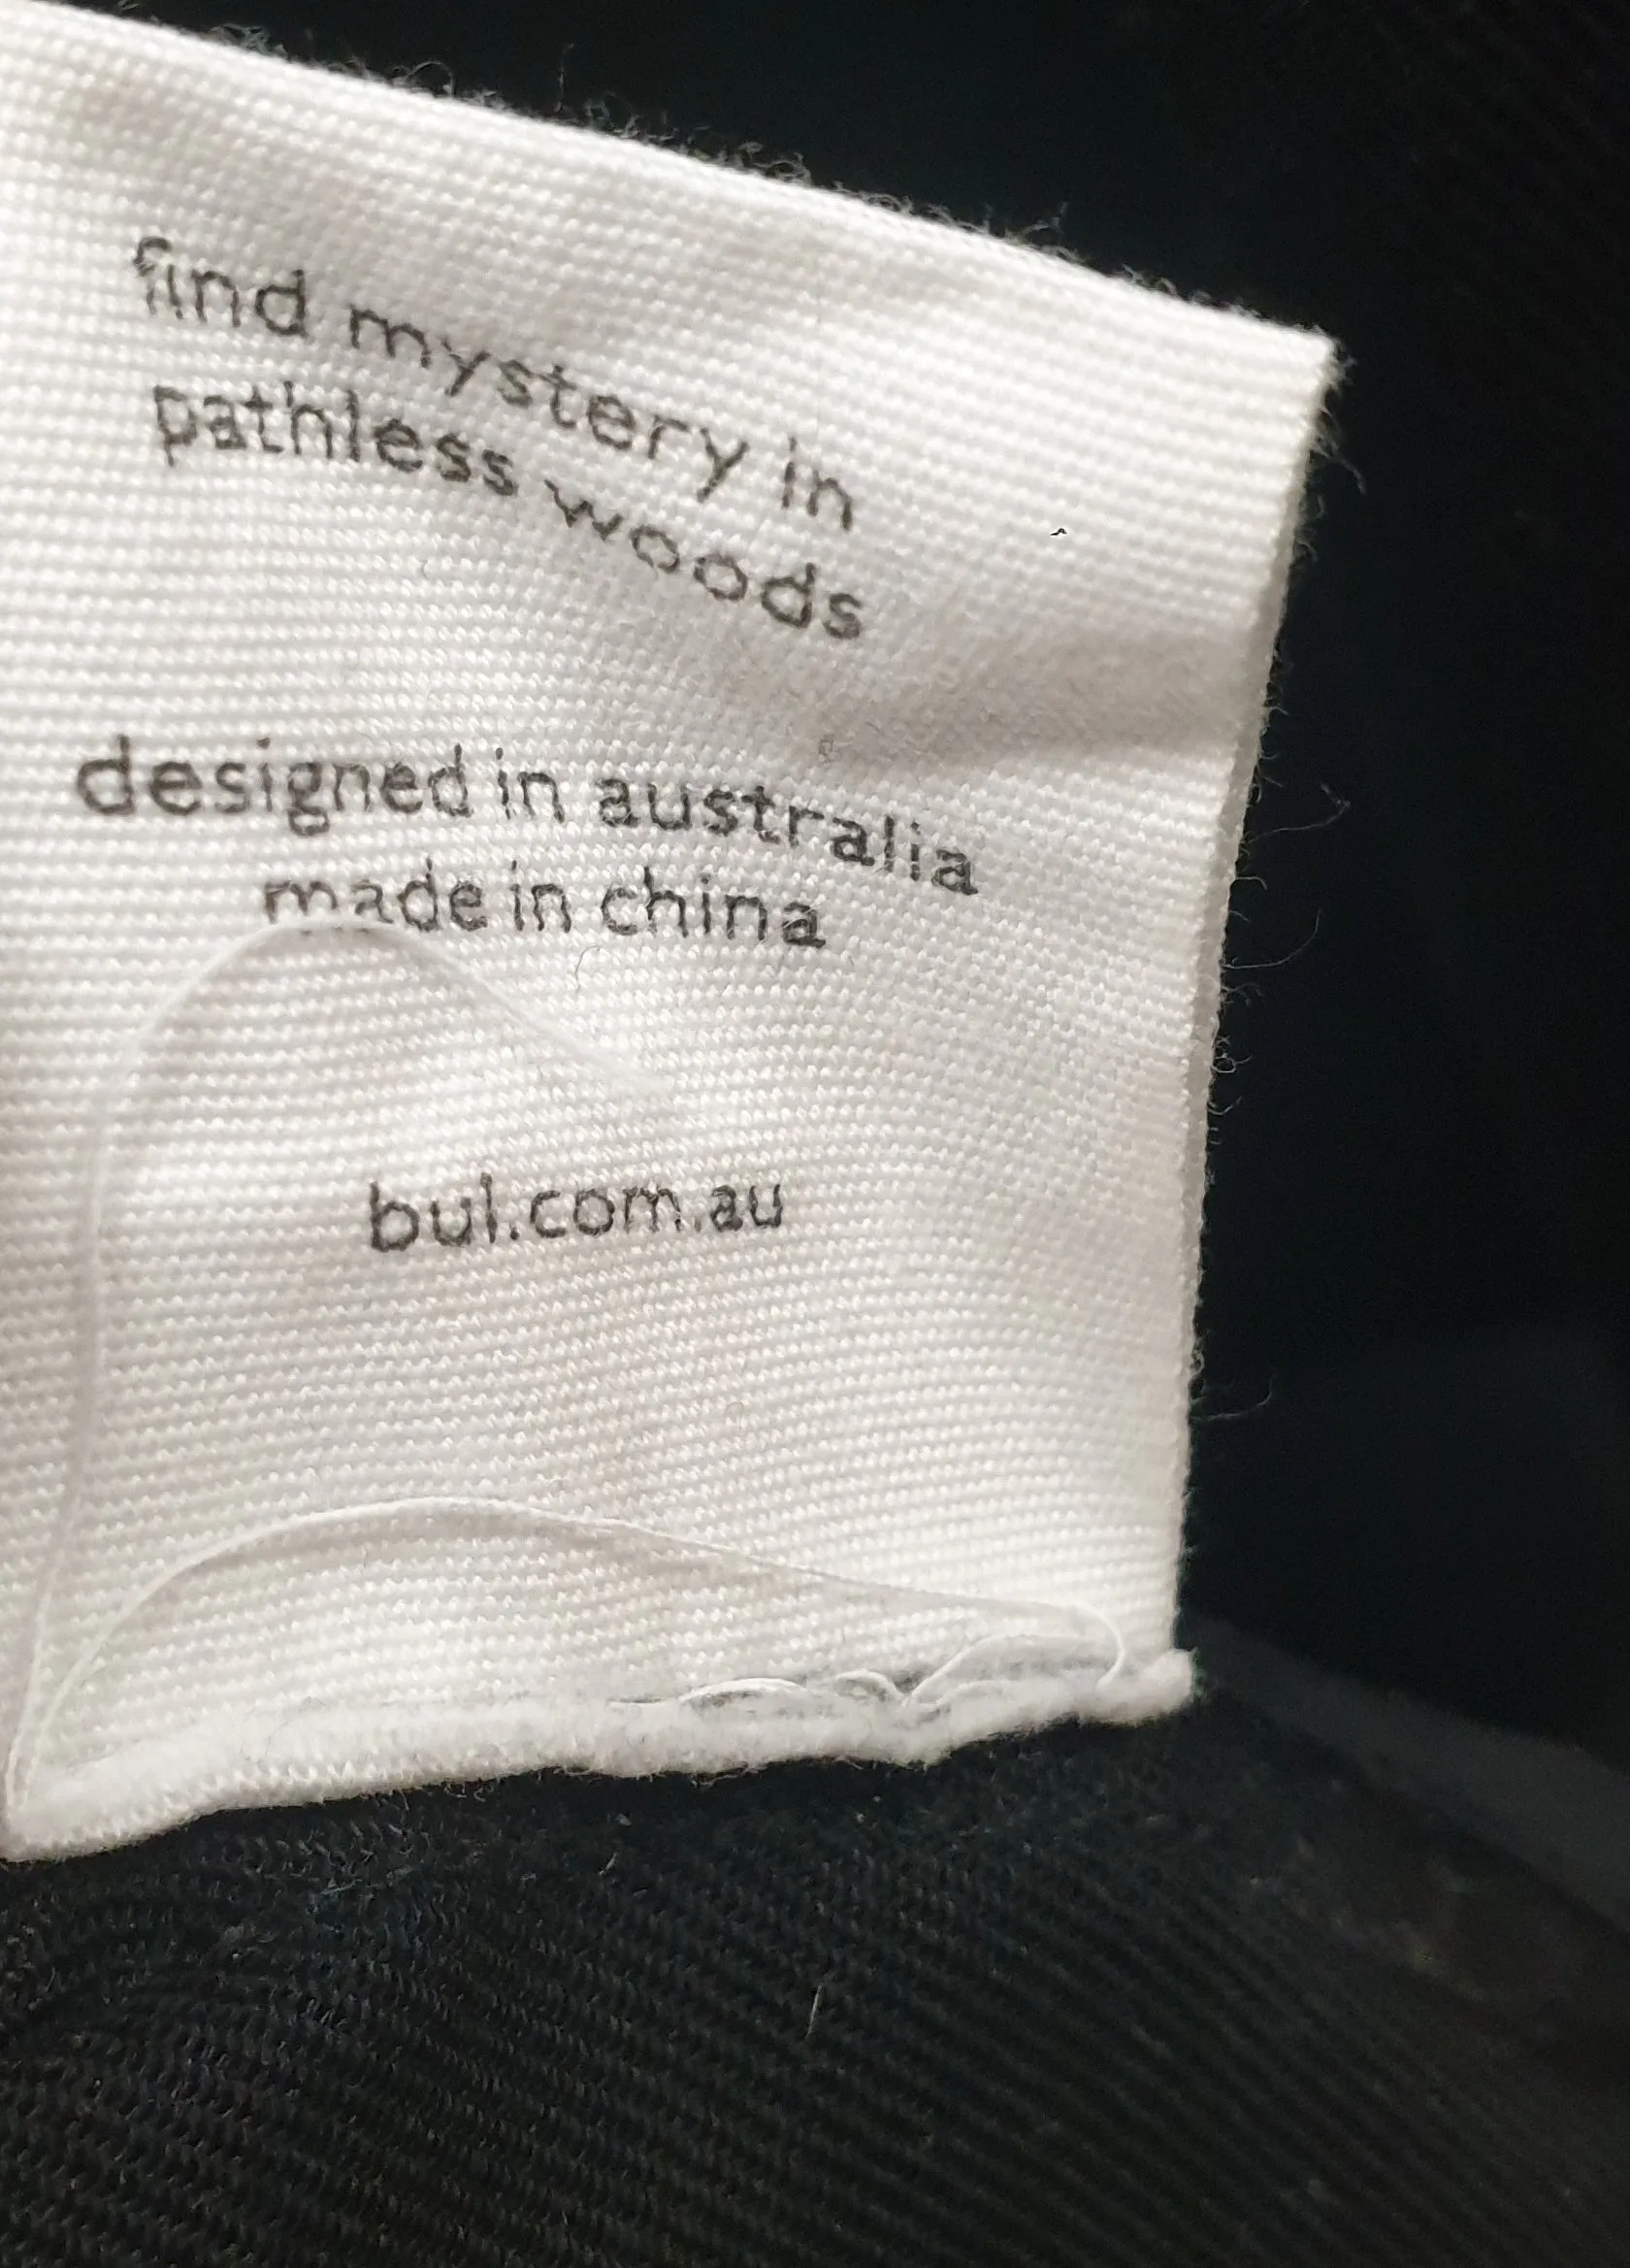 find mystery in
pathless woods
designed in australia
made in china
bul.com.au